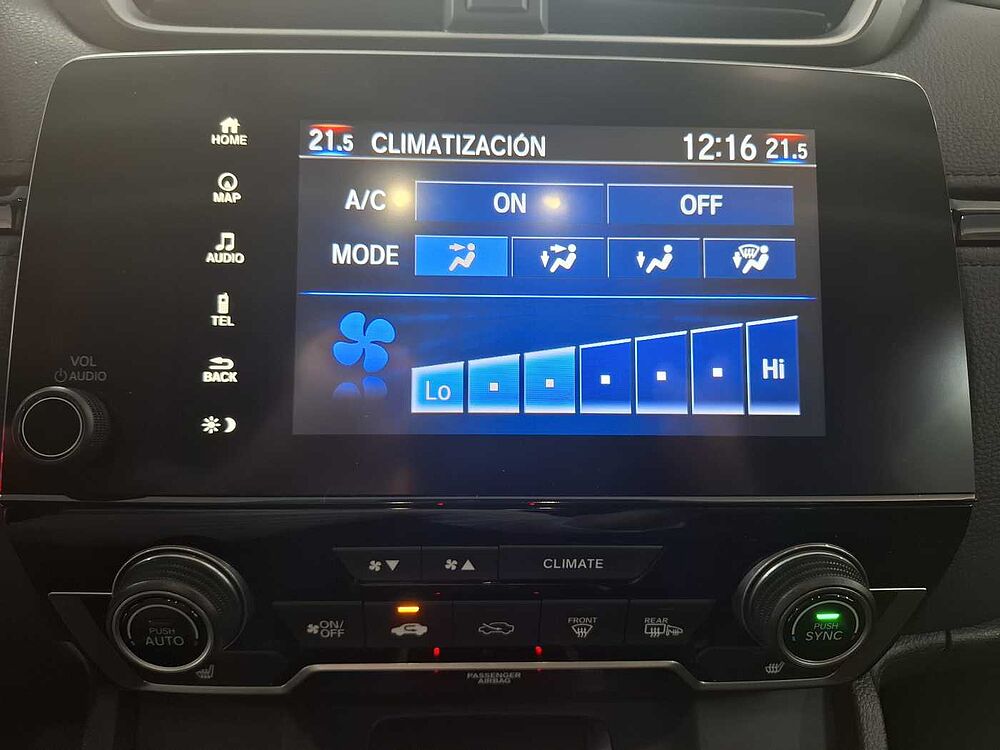 HOME
MAP
AUDIO
TEL
BACK
VOL
AUDIO
21.5 CLIMATIZACIÓN 12:16 21.5
A/C ON OFF
MODE
Lo Hi
CLIMATE
PUSH
AUTO
ON/
OFF
FRONT
REAR
PUSH
SYNC
PASSENGER
AIRBAG